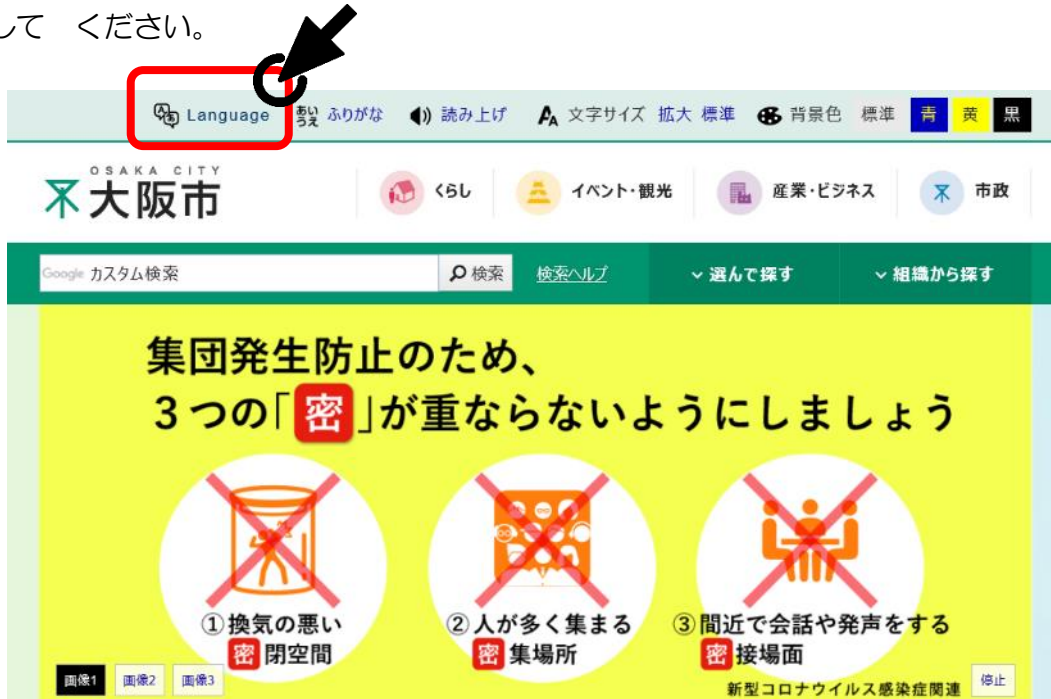 して ください。
Language ふりがな 読み上げ 文字サイズ 拡大 標準 背景色 標準 青 黄 黒
OSAKA CITY
大阪市
くらし イベント・観光 産業・ビジネス 市政
Google カスタム検索 検索 検索ヘルプ 選んで探す 組織から探す
集団発生防止のため、
3つの「密」が重ならないようにしましょう
①換気の悪い
密閉空間
②人が多く集まる
密集場所
③間近で会話や発声をする
密接場面
画像1 画像2 画像3
新型コロナウイルス感染症関連 停止